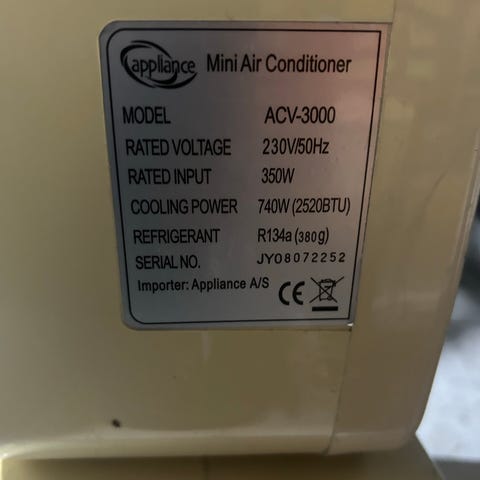 appliance Mini Air Conditioner
MODEL ACV-3000
RATED VOLTAGE 230V/50Hz
RATED INPUT 350W
COOLING POWER 740W (2520BTU)
REFRIGERANT R134a (380g)
SERIAL NO. JY08072252
Importer: Appliance A/S CE